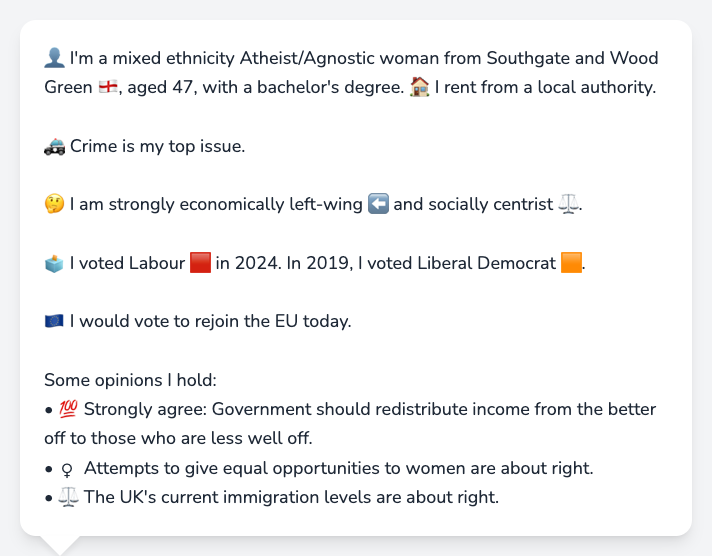 👤 I'm a mixed ethnicity Atheist/Agnostic woman from Southgate and Wood
Green 🏴󠁧󠁢󠁥󠁮󠁧󠁿, aged 47, with a bachelor's degree. 🏠 I rent from a local authority.
🚓 Crime is my top issue.
🤔 I am strongly economically left-wing ⬅️ and socially centrist ⚖️.
🗳️ I voted Labour 🟥 in 2024. In 2019, I voted Liberal Democrat 🟧.
🇪🇺 I would vote to rejoin the EU today.
Some opinions I hold:
• 💯 Strongly agree: Government should redistribute income from the better
off to those who are less well off.
• ♀ Attempts to give equal opportunities to women are about right.
• ⚖️ The UK's current immigration levels are about right.